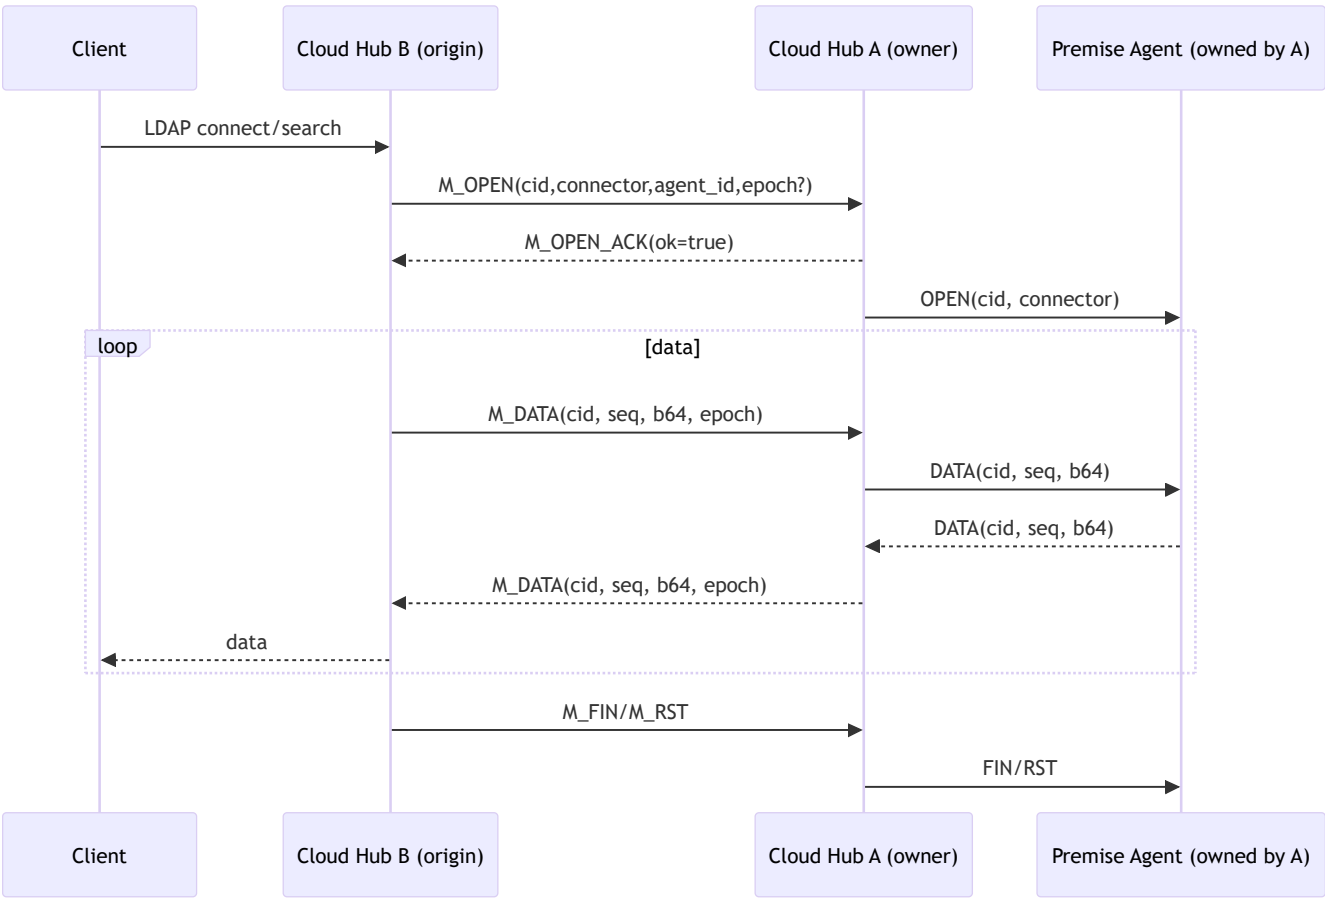 Client
Cloud Hub B (origin)
Cloud Hub A (owner)
Premise Agent (owned by A)
LDAP connect/search
M_OPEN(cid,connector,agent_id,epoch?)
M_OPEN_ACK(ok=true)
OPEN(cid, connector)
loop
[data]
M_DATA(cid, seq, b64, epoch)
DATA(cid, seq, b64)
DATA(cid, seq, b64)
M_DATA(cid, seq, b64, epoch)
data
M_FIN/M_RST
FIN/RST
Client
Cloud Hub B (origin)
Cloud Hub A (owner)
Premise Agent (owned by A)